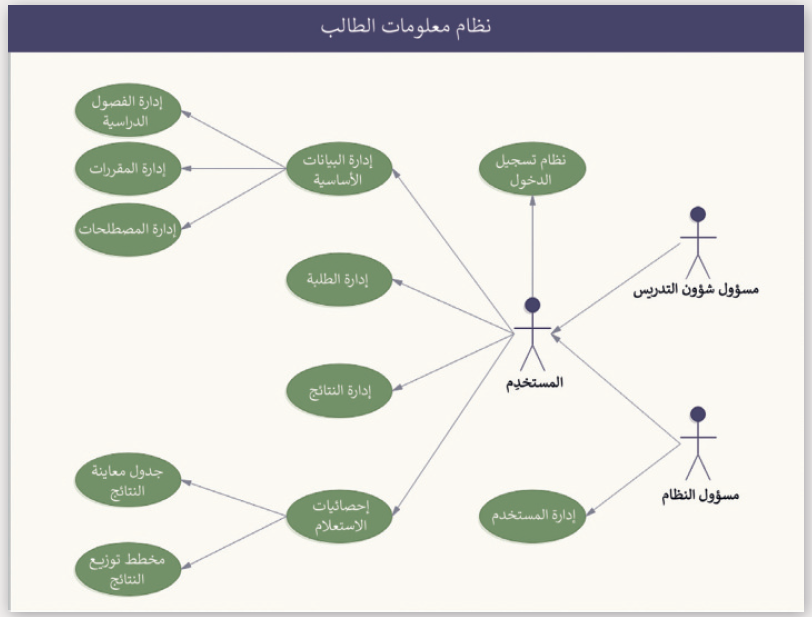 نظام معلومات الطالب
إدارة الفصول
الدراسية
إدارة المقررات
إدارة المصطلحات
إدارة البيانات
الأساسية
نظام تسجيل
الدخول
مسؤول شؤون التدريس
إدارة الطلبة
المستخدِم
إدارة النتائج
جدول معاينة
النتائج
إحصائيات
الاستعلام
إدارة المستخدم
مسؤول النظام
مخطط توزيع
النتائج